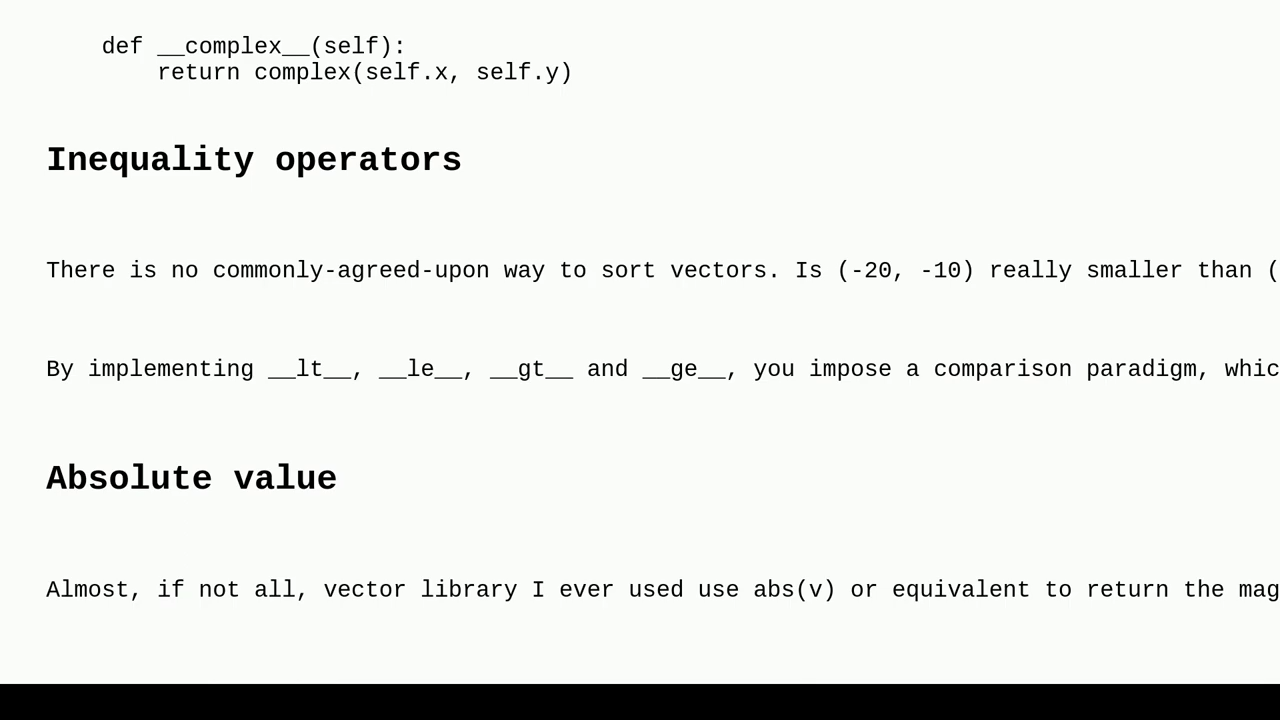 def __complex__(self):
return complex(self.x, self.y)
Inequality operators
There is no commonly-agreed-upon way to sort vectors. Is (-20, -10) really smaller than (
By implementing __lt__, __le__, __gt__ and __ge__, you impose a comparison paradigm, whic
Absolute value
Almost, if not all, vector library I ever used use abs(v) or equivalent to return the mag